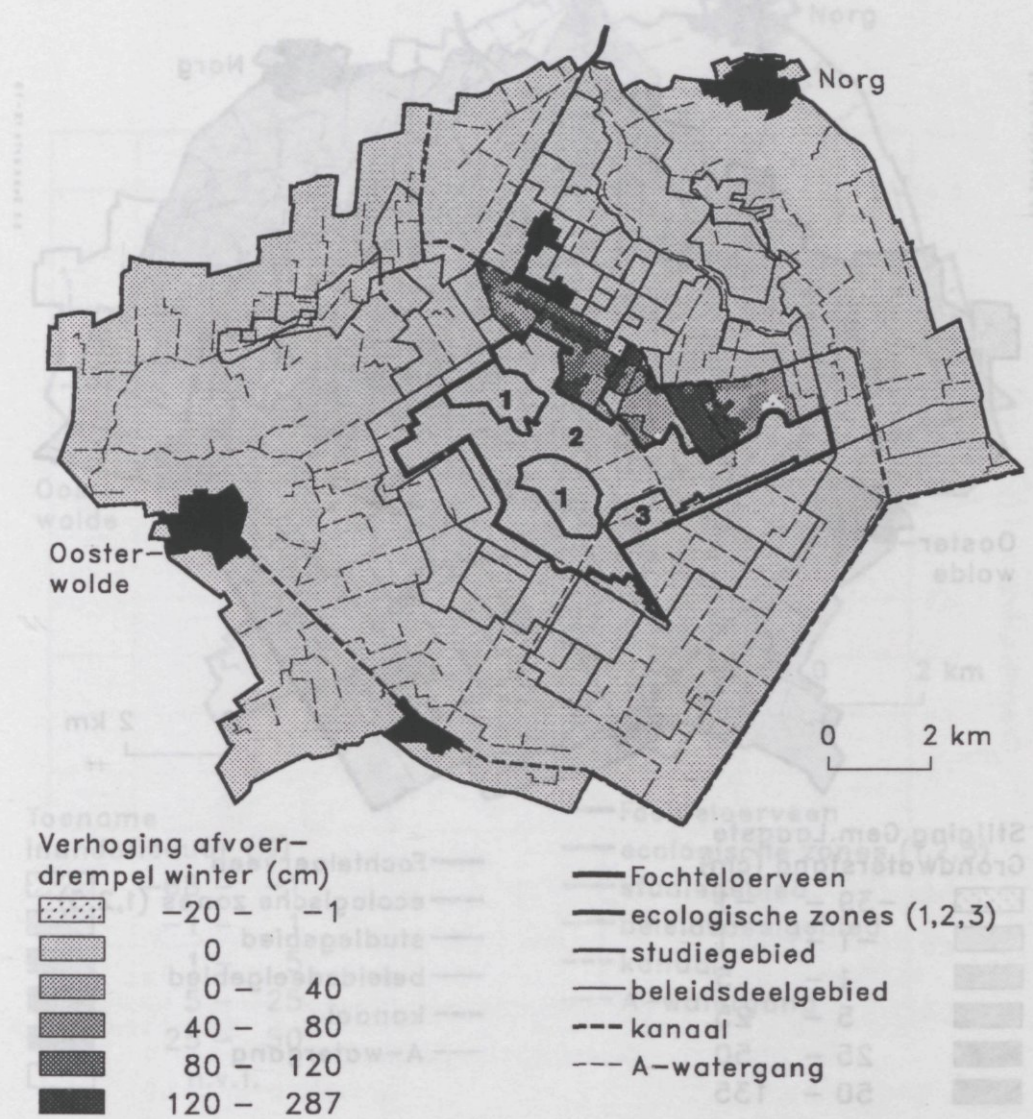 Norg
1
2
1
3
Ooster-
wolde
0 2 km
Verhoging afvoer-
drempel winter (cm)
-20 - -1
0
0 - 40
40 - 80
80 - 120
120 - 287
Fochteloërveen
ecologische zones (1,2,3)
studiegebied
beleidsdeelgebied
kanaal
A-watergang